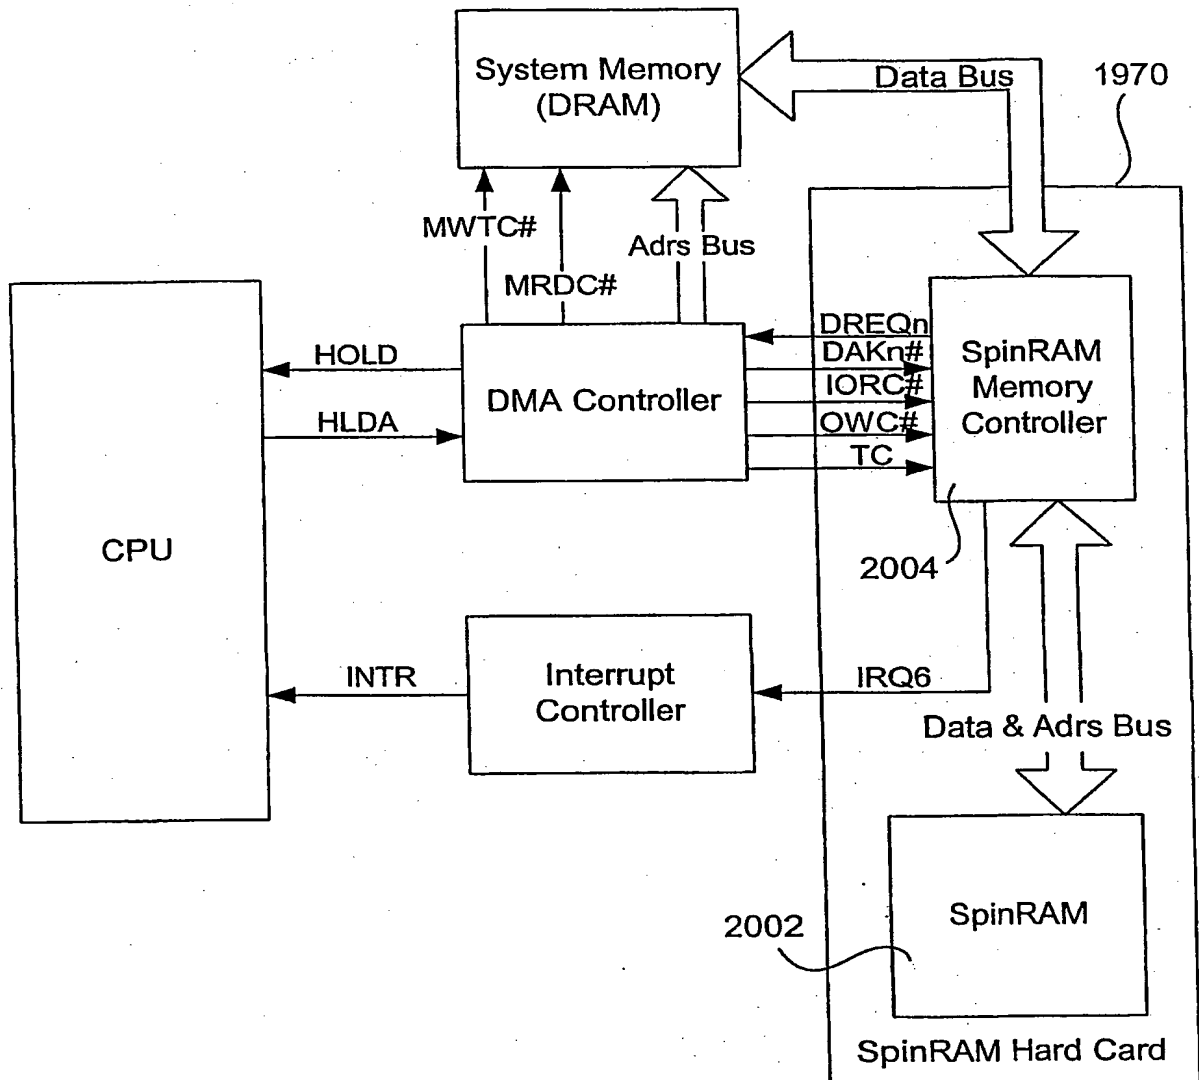 System Memory
(DRAM)
Data Bus
1970
MWTC#
Adrs Bus
MRDC#
HOLD
HLDA
DMA Controller
DREQn
DAKn#
IORC#
OWC#
TC
SpinRAM
Memory
Controller
CPU
2004
INTR
Interrupt
Controller
IRQ6
Data & Adrs Bus
SpinRAM
2002
SpinRAM Hard Card